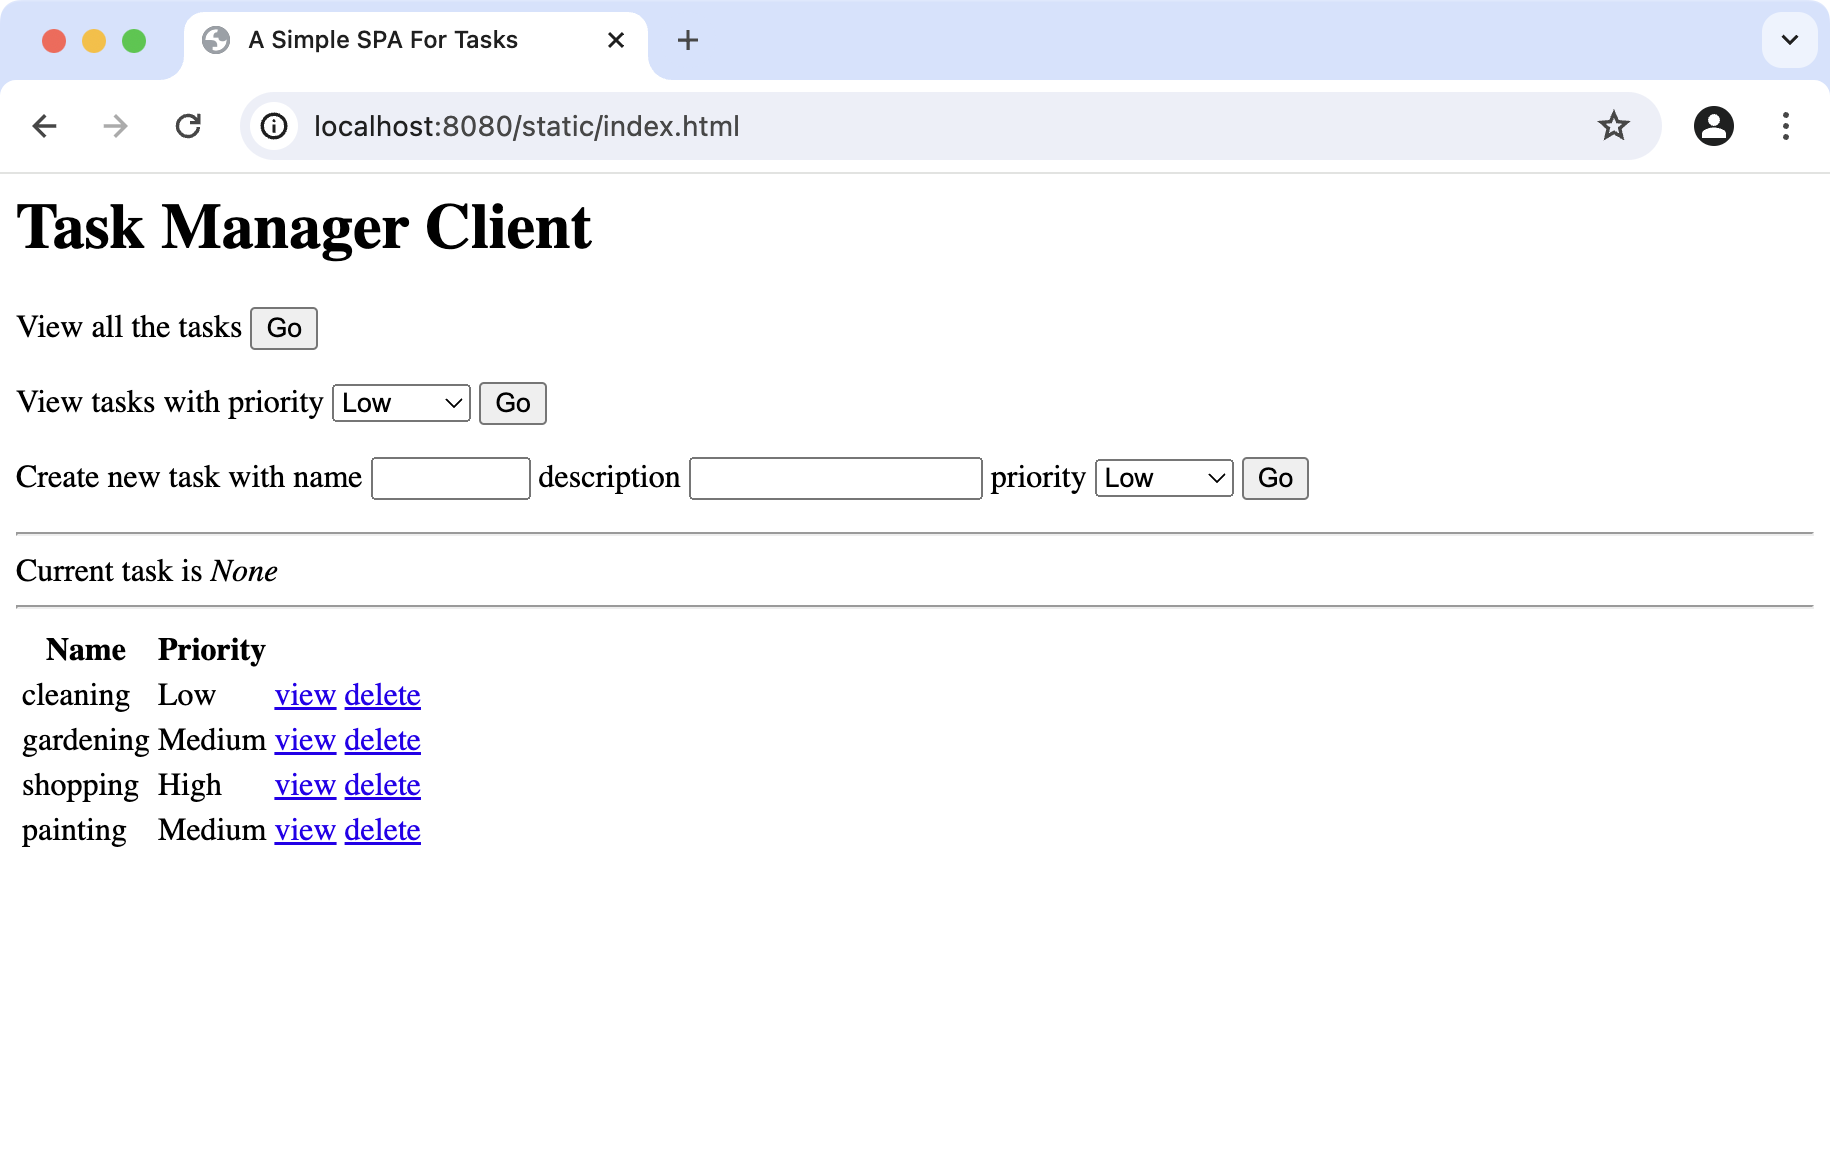 A Simple SPA For Tasks
localhost:8080/static/index.html
Task Manager Client
View all the tasks Go
View tasks with priority Low Go
Create new task with name description priority Low Go
Current task is None
Name Priority
cleaning Low view delete
gardening Medium view delete
shopping High view delete
painting Medium view delete